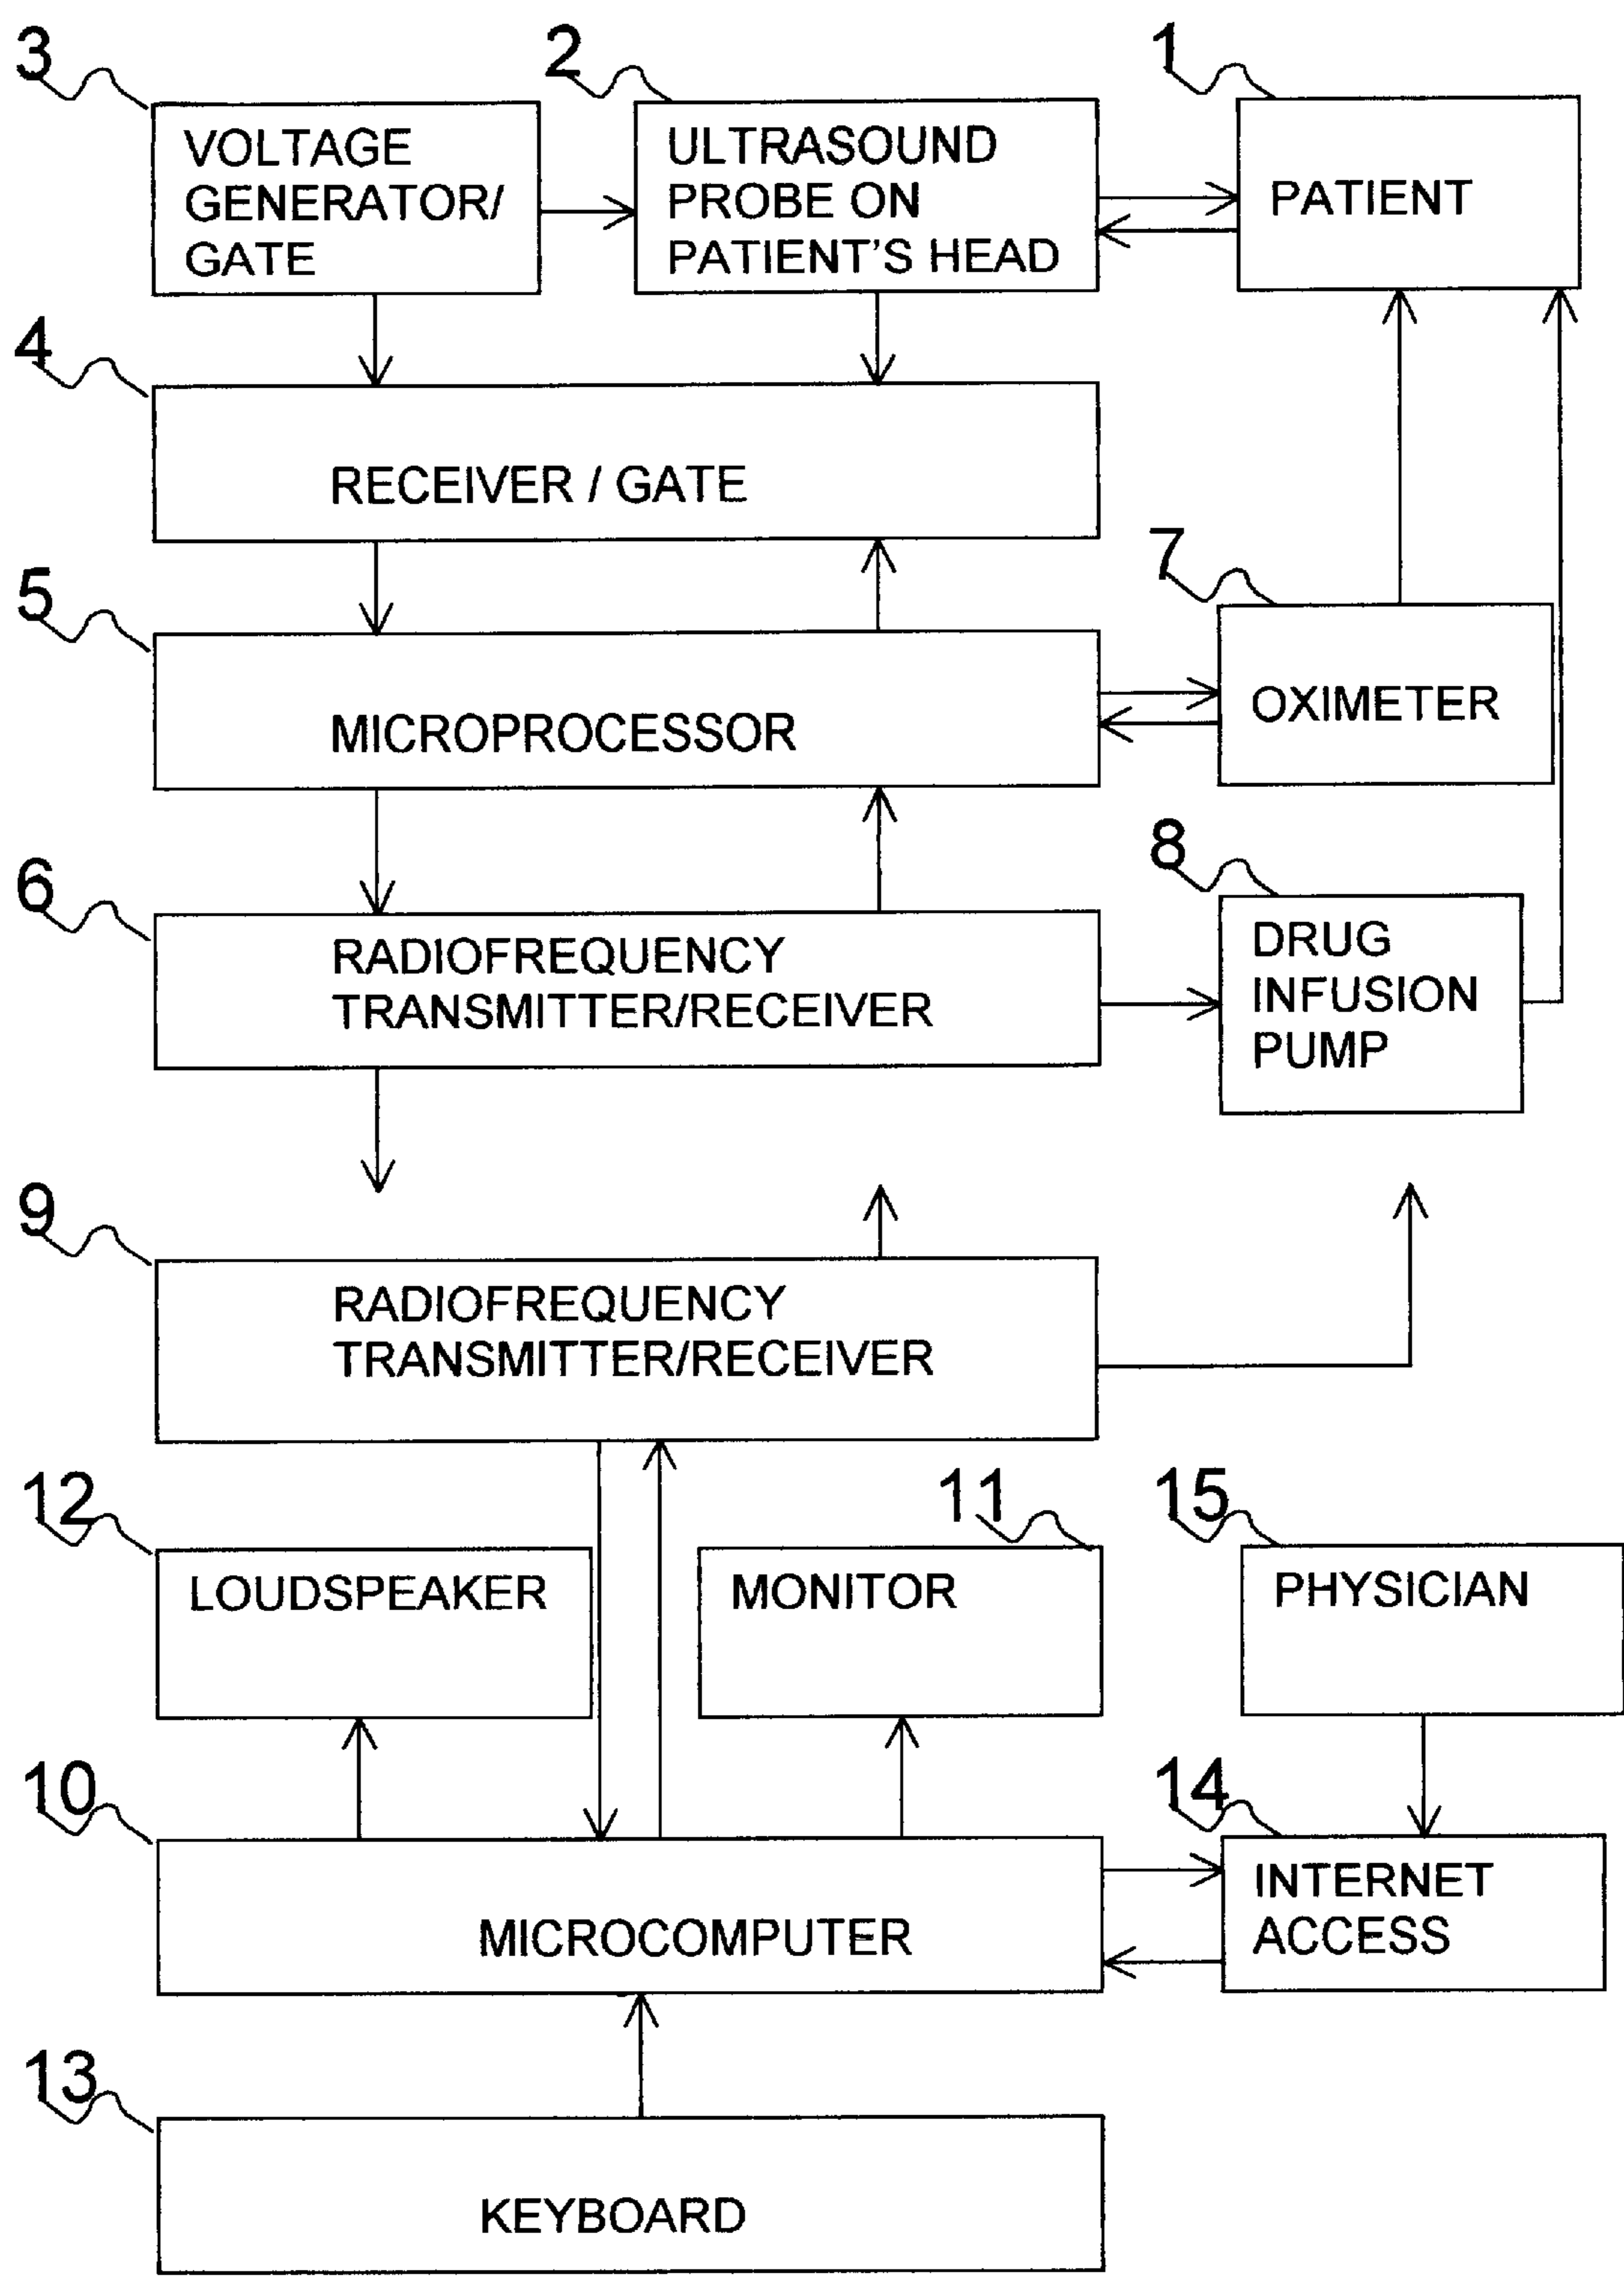 3
VOLTAGE
GENERATOR/
GATE
2
ULTRASOUND
PROBE ON
PATIENT'S HEAD
1
PATIENT
4
RECEIVER / GATE
5
MICROPROCESSOR
7
OXIMETER
6
RADIOFREQUENCY
TRANSMITTER/RECEIVER
8
DRUG
INFUSION
PUMP
9
RADIOFREQUENCY
TRANSMITTER/RECEIVER
12
LOUDSPEAKER
11
MONITOR
15
PHYSICIAN
10
MICROCOMPUTER
14
INTERNET
ACCESS
13
KEYBOARD